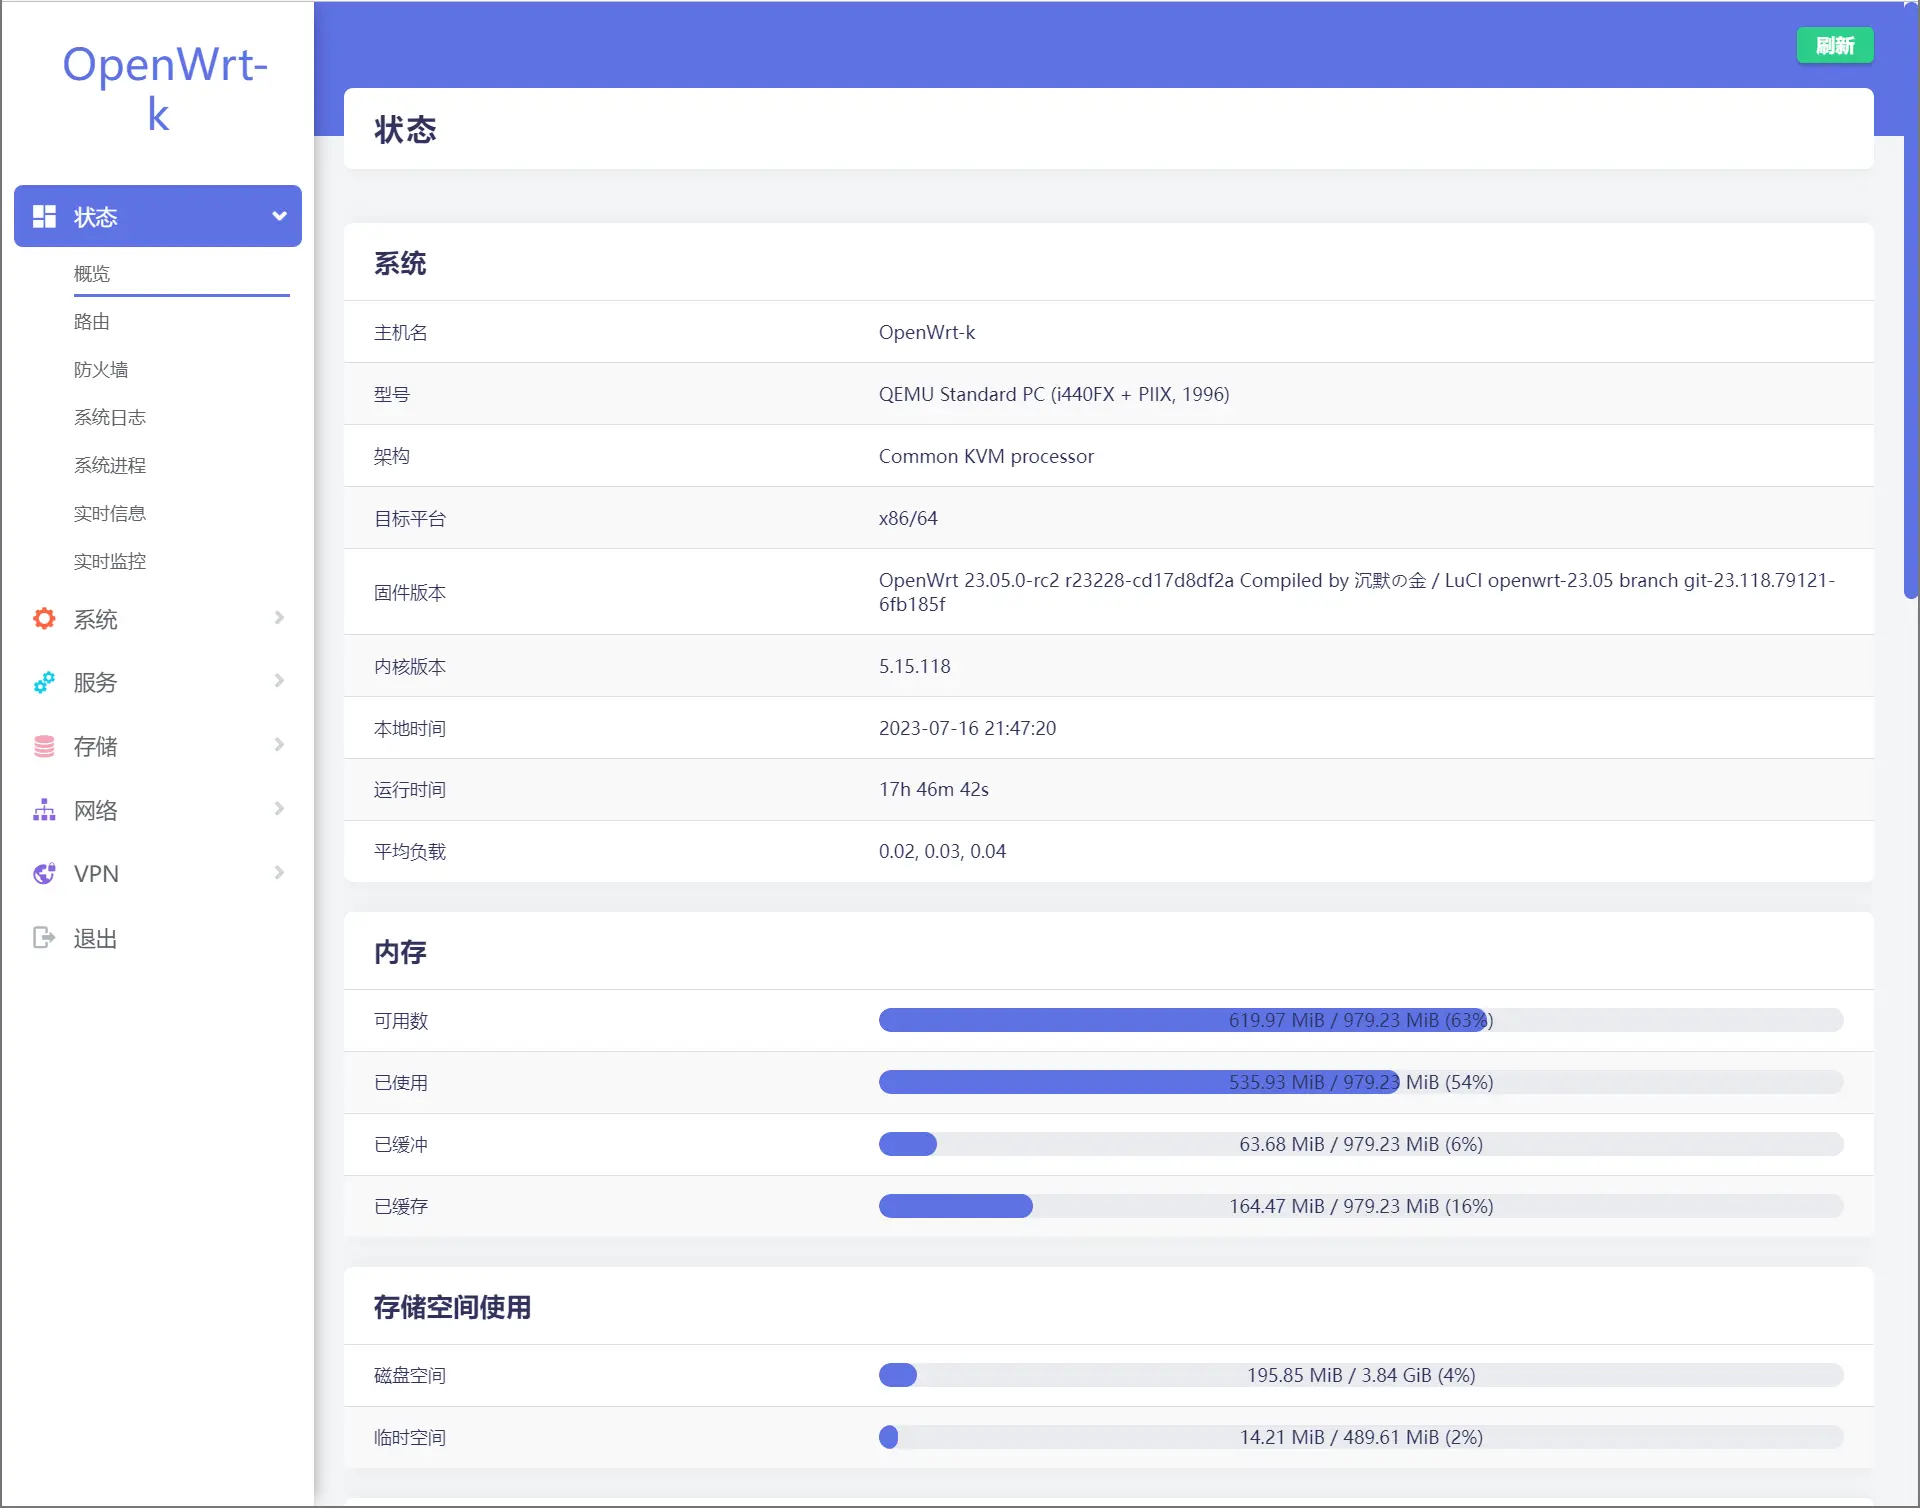 OpenWrt-
k
状态
概览
路由
防火墙
系统日志
系统进程
实时信息
实时监控
系统
服务
存储
网络
VPN
退出
刷新
状态
系统
主机名 OpenWrt-k
型号 QEMU Standard PC (i440FX + PIIX, 1996)
架构 Common KVM processor
目标平台 x86/64
固件版本 OpenWrt 23.05.0-rc2 r23228-cd17d8df2a Compiled by 沉默の金 / LuCI openwrt-23.05 branch git-23.118.79121-
6fb185f
内核版本 5.15.118
本地时间 2023-07-16 21:47:20
运行时间 17h 46m 42s
平均负载 0.02, 0.03, 0.04
内存
可用数 619.97 MiB / 979.23 MiB (63%)
已使用 535.93 MiB / 979.23 MiB (54%)
已缓冲 63.68 MiB / 979.23 MiB (6%)
已缓存 164.47 MiB / 979.23 MiB (16%)
存储空间使用
磁盘空间 195.85 MiB / 3.84 GiB (4%)
临时空间 14.21 MiB / 489.61 MiB (2%)